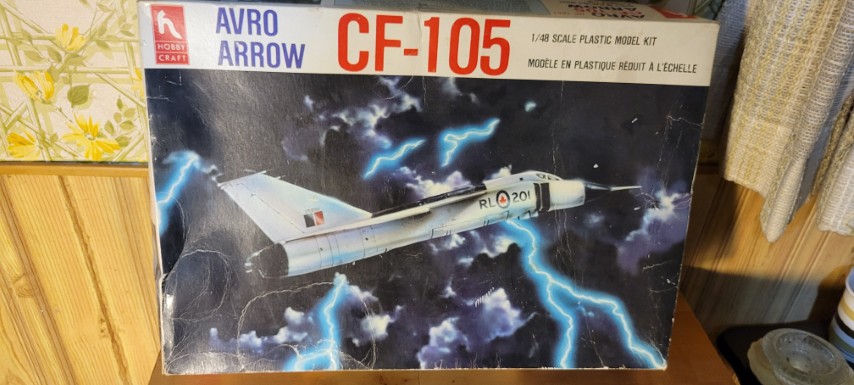 HOBBY
CRAFT
AVRO
ARROW
CF-105
1/48 SCALE PLASTIC MODEL KIT
MODÈLE EN PLASTIQUE RÉDUIT À L'ÉCHELLE
RL 201